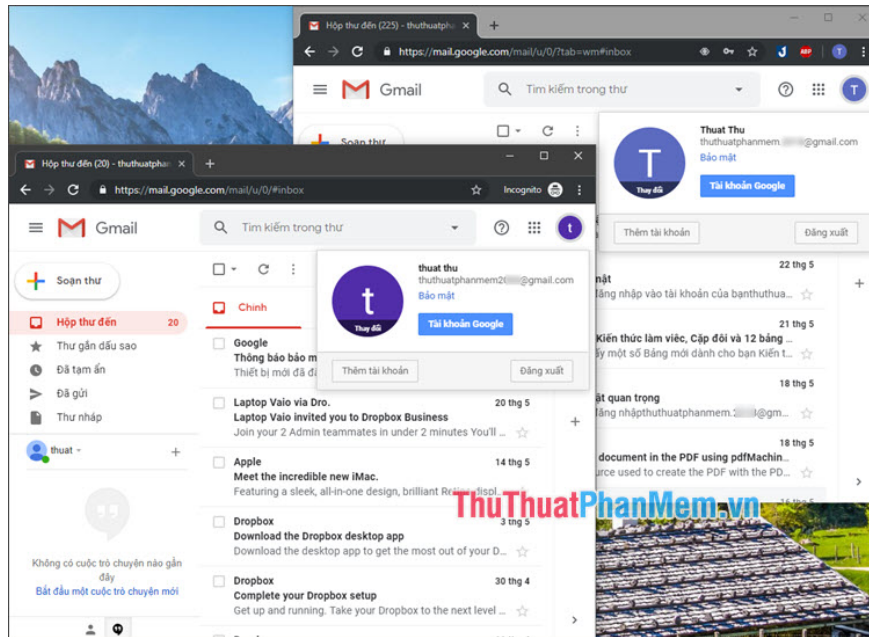 Hộp thư đến (225) - thuthuatpha
https://mail.google.com/mail/u/0/?tab=wm#inbox
ABP
T
Gmail
Tìm kiếm trong thư
T
Soạn thư
T
Thay đổi
Thuat Thu
thuthuatphanmem. @gmail.com
Bảo mật
Tài khoản Google
Thêm tài khoản
Đăng xuất
22 thg 5
mật
đăng nhập vào tài khoản của banthuthua...
21 thg 5
Kiến thức làm viêc, Cặp đôi và 12 bảng ...
ấy một số Bảng mới dành cho bạn Kiến t...
18 thg 5
ật quan trọng
đăng nhậpthuthuatphanmem. @gm...
18 thg 5
document in the PDF using pdfMachin...
urce used to create the PDF with the PD...
Hộp thư đến (20) - thuthuatphan
https://mail.google.com/mail/u/0/#inbox
Incognito
Gmail
Tìm kiếm trong thư
t
Soạn thư
Hộp thư đến 20
Thư gắn dấu sao
Đã tạm ẩn
Đã gửi
Thư nháp
thuat
Không có cuộc trò chuyện nào gần
đây
Bắt đầu một cuộc trò chuyện mới
t
Thay đổi
thuat thu
thuthuatphanmem2 @gmail.com
Bảo mật
Tài khoản Google
Thêm tài khoản
Đăng xuất
Chính
Google
Thông báo bảo m
Thiết bị mới đã đ
Laptop Vaio via Dro. 20 thg 5
Laptop Vaio invited you to Dropbox Business
Join your 2 Admin teammates in under 2 minutes You'll ...
Apple 14 thg 5
Meet the incredible new iMac.
Featuring a sleek, all-in-one design, brilliant Retina displ...
ThuThuatPhanMem.vn
Dropbox 3 thg 5
Download the Dropbox desktop app
Download the desktop app to get the most out of your D...
Dropbox 30 thg 4
Complete your Dropbox setup
Get up and running. Take your Dropbox to the next level ...